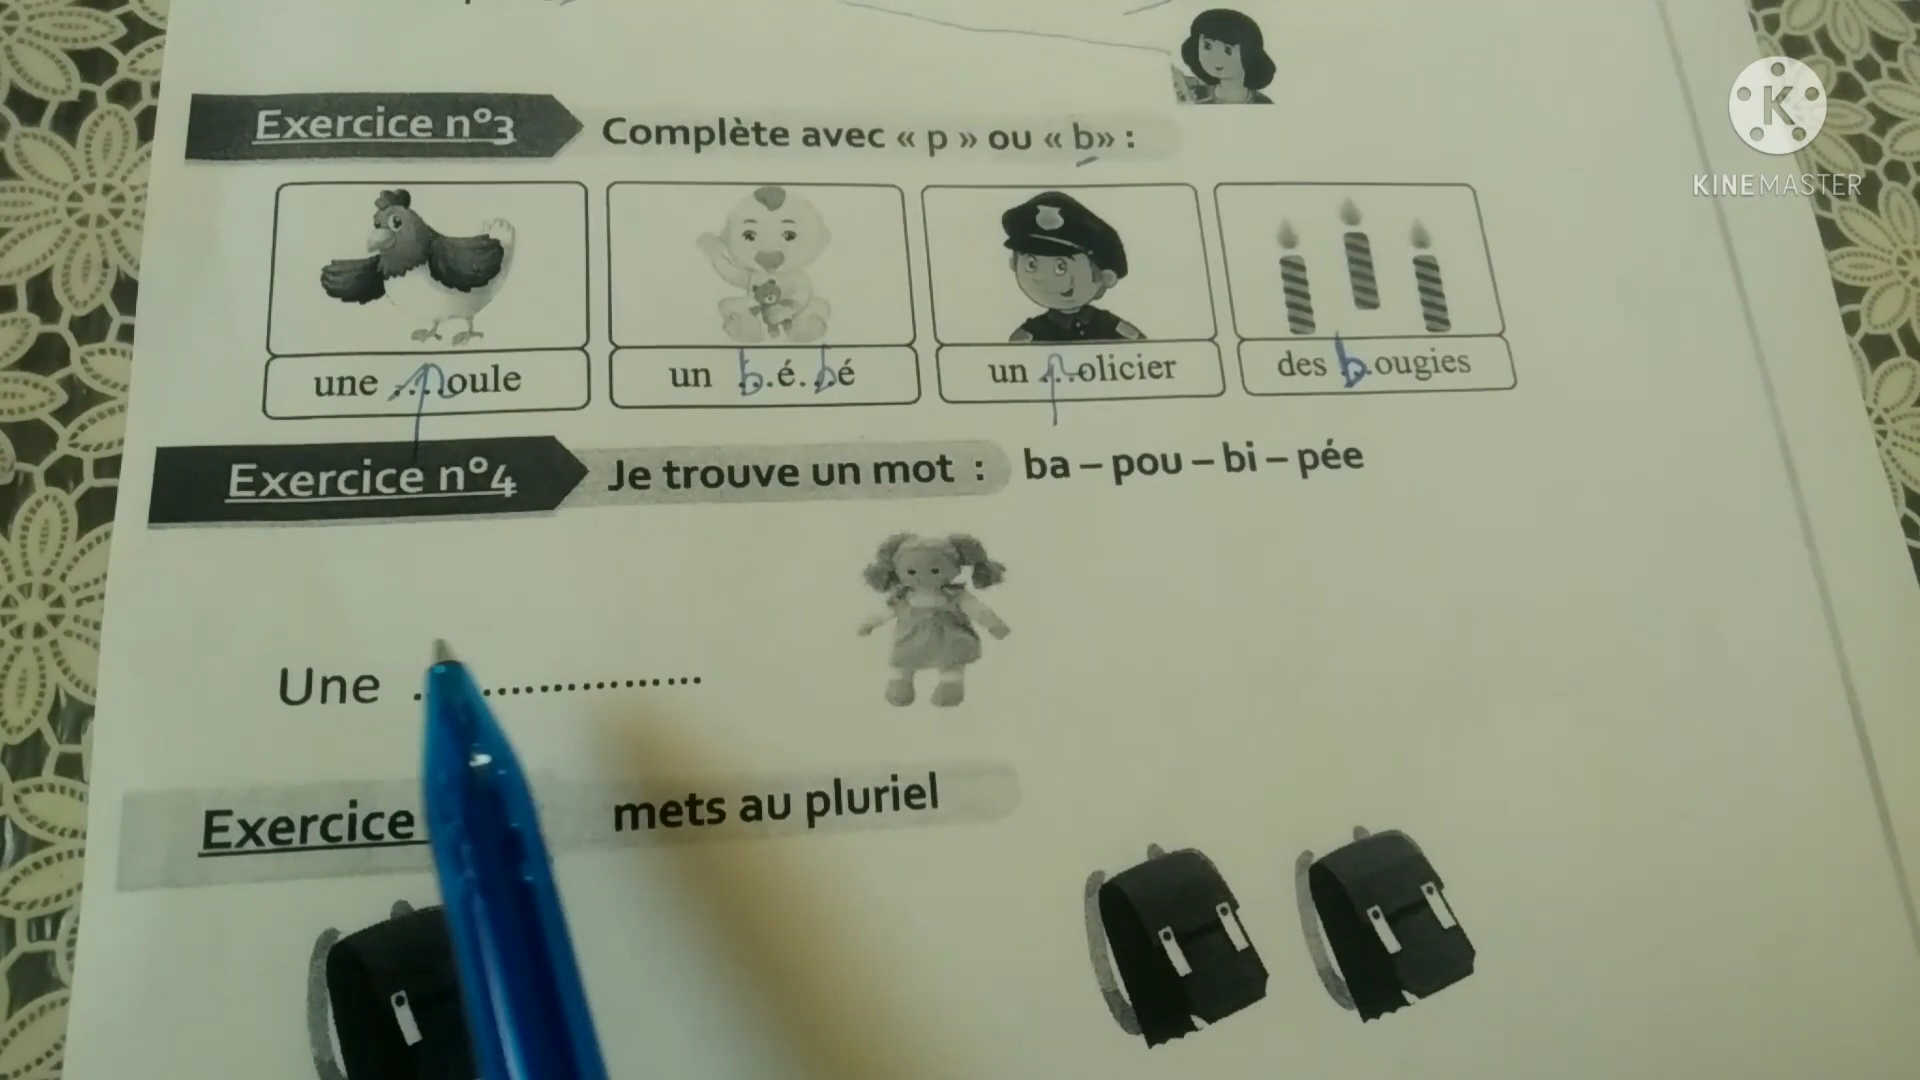 Exercice n°3 Complète avec « p » ou « b» :
une ...poule
un b.é.bé
un p..olicier
des b.ougies
Exercice n°4 Je trouve un mot : ba – pou – bi – pée
Une ......................
Exercice mets au pluriel
K
KINEMASTER